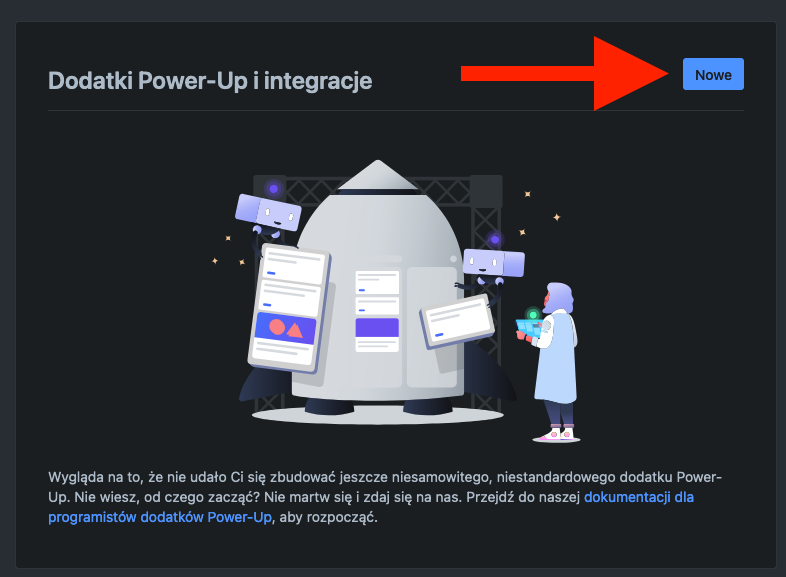 Dodatki Power-Up i integracje
Nowe
Wygląda na to, że nie udało Ci się zbudować jeszcze niesamowitego, niestandardowego dodatku Power-
Up. Nie wiesz, od czego zacząć? Nie martw się i zdaj się na nas. Przejdź do naszej dokumentacji dla
programistów dodatków Power-Up, aby rozpocząć.